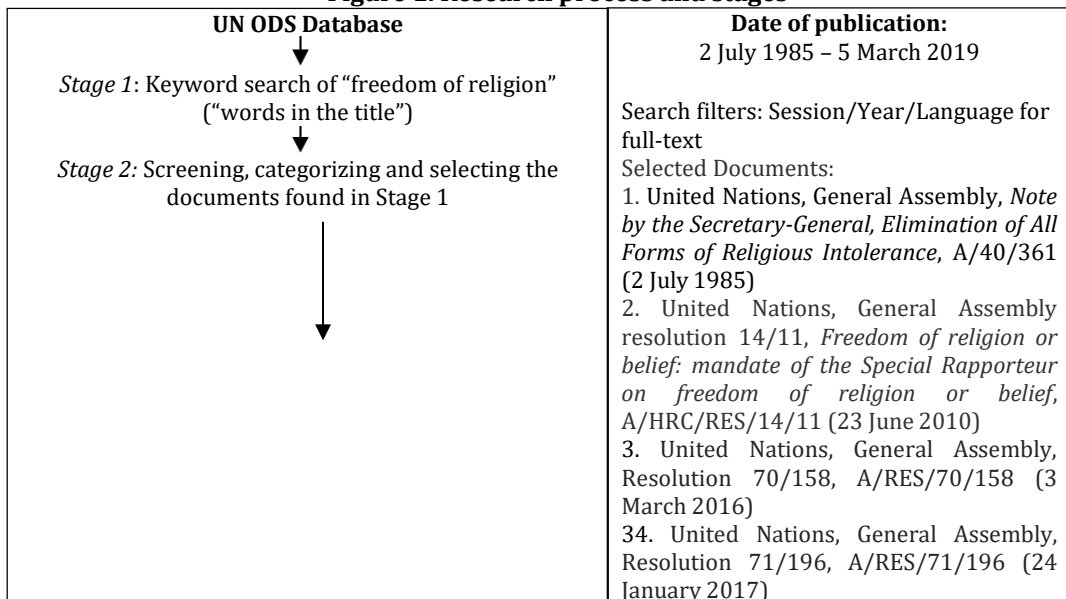 Research process and stages
UN ODS Database
Stage 1: Keyword search of “freedom of religion”
(“words in the title”)
Stage 2: Screening, categorizing and selecting the
documents found in Stage 1
Date of publication:
2 July 1985 – 5 March 2019
Search filters: Session/Year/Language for
full-text
Selected Documents:
1. United Nations, General Assembly, Note
by the Secretary-General, Elimination of All
Forms of Religious Intolerance, A/40/361
(2 July 1985)
2. United Nations, General Assembly
resolution 14/11, Freedom of religion or
belief: mandate of the Special Rapporteur
on freedom of religion or belief,
A/HRC/RES/14/11 (23 June 2010)
3. United Nations, General Assembly,
Resolution 70/158, A/RES/70/158 (3
March 2016)
34. United Nations, General Assembly,
Resolution 71/196, A/RES/71/196 (24
January 2017)